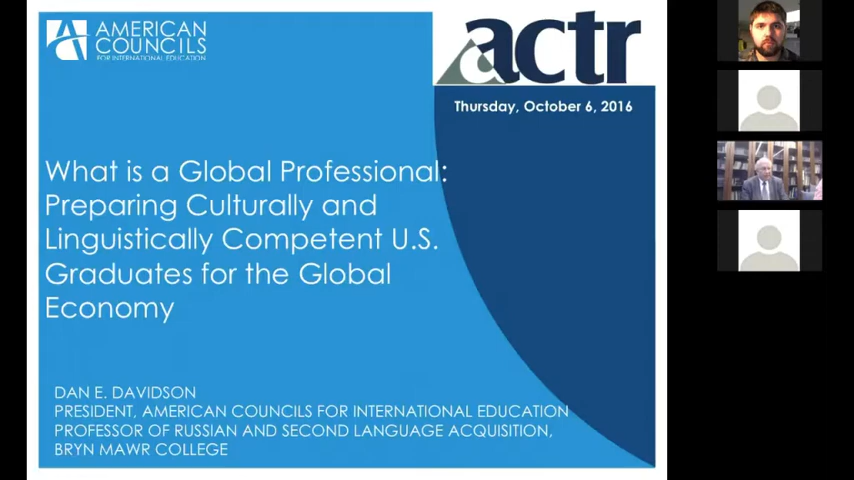 AMERICAN
COUNCILS
FOR INTERNATIONAL EDUCATION
actr
Thursday, October 6, 2016
What is a Global Professional:
Preparing Culturally and
Linguistically Competent U.S.
Graduates for the Global
Economy
DAN E. DAVIDSON
PRESIDENT, AMERICAN COUNCILS FOR INTERNATIONAL EDUCATION
PROFESSOR OF RUSSIAN AND SECOND LANGUAGE ACQUISITION,
BRYN MAWR COLLEGE